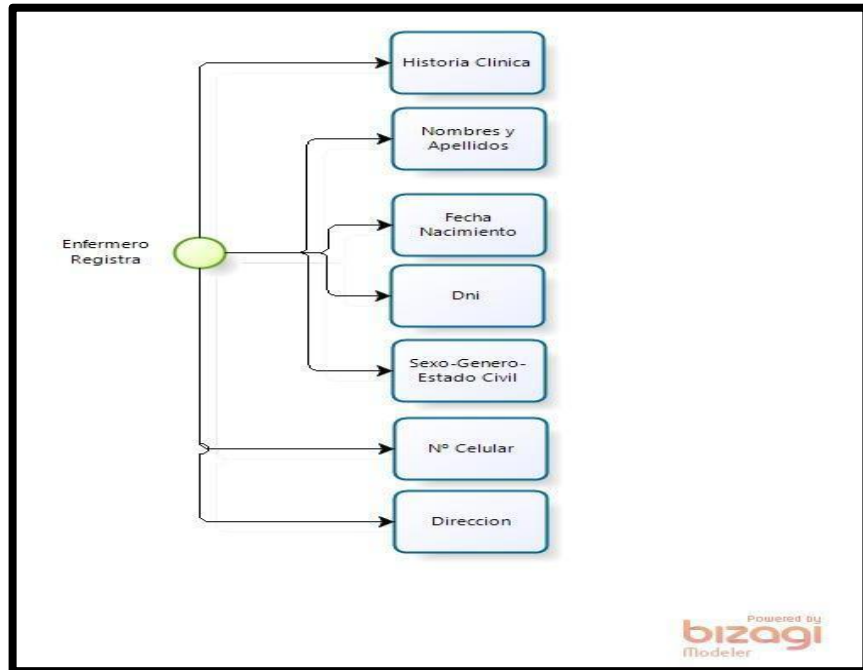 Historia Clinica
Nombres y
Apellidos
Fecha
Nacimiento
Enfermero
Registra
Dni
Sexo-Genero-
Estado Civil
Nº Celular
Direccion
Powered by
bizagi
Modeler